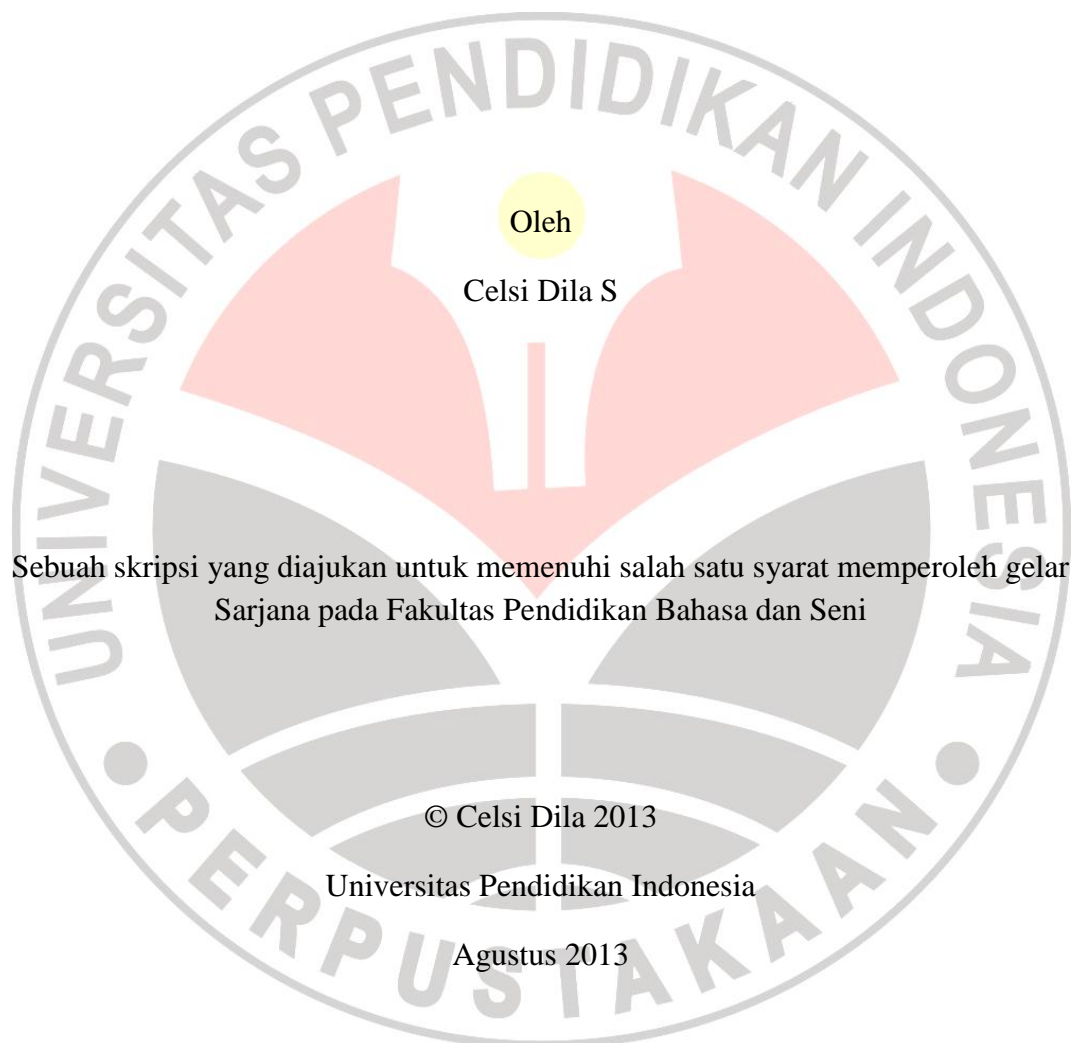 UNIVERSITAS PENDIDIKAN INDONESIA
Oleh
Celsi Dila S
Sebuah skripsi yang diajukan untuk memenuhi salah satu syarat memperoleh gelar
Sarjana pada Fakultas Pendidikan Bahasa dan Seni
© Celsi Dila 2013
Universitas Pendidikan Indonesia
Agustus 2013
PERPUSTAKAAN